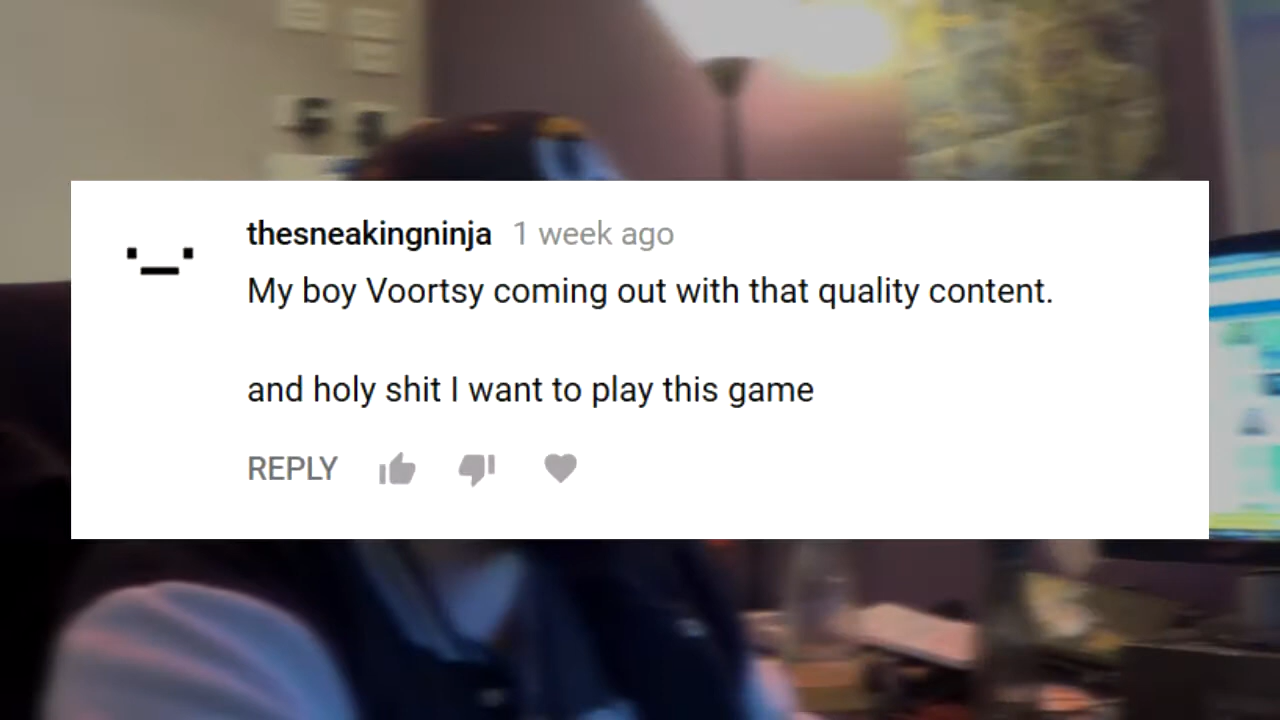 thesneakingninja 1 week ago
My boy Voortsy coming out with that quality content.
and holy shit I want to play this game
REPLY